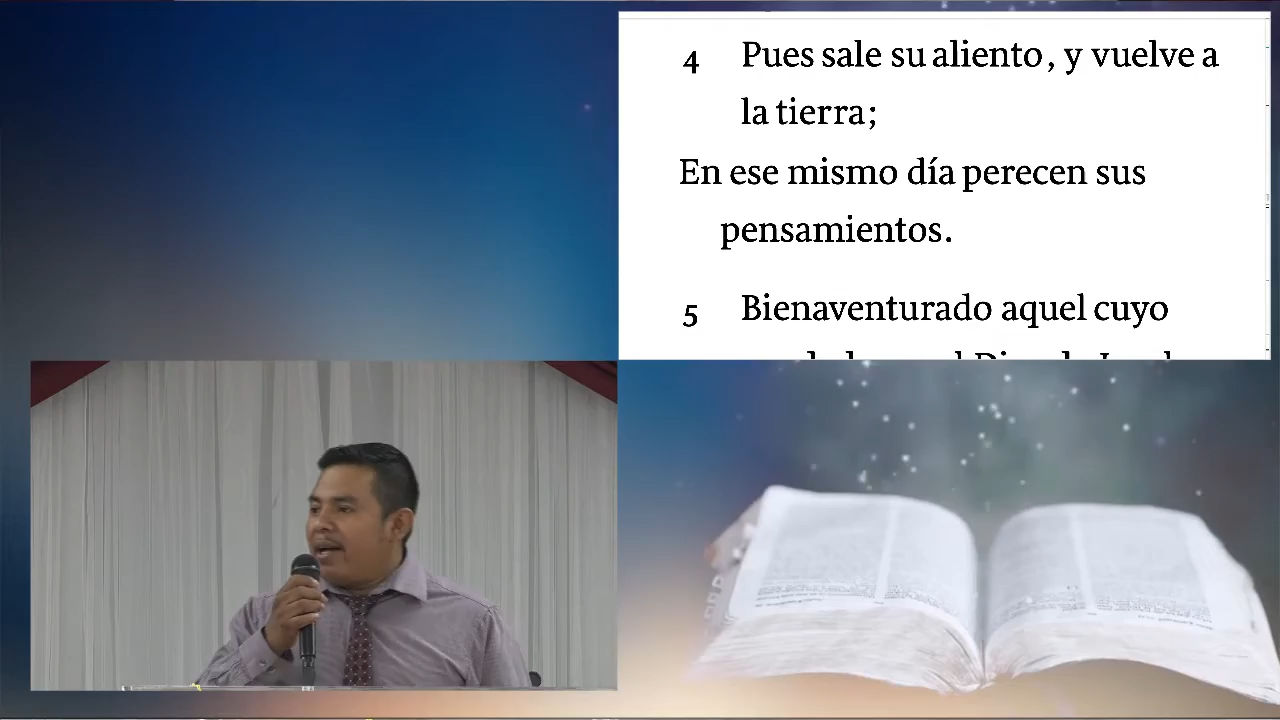 4 Pues sale su aliento, y vuelve a
la tierra;
En ese mismo día perecen sus
pensamientos.
5 Bienaventurado aquel cuyo